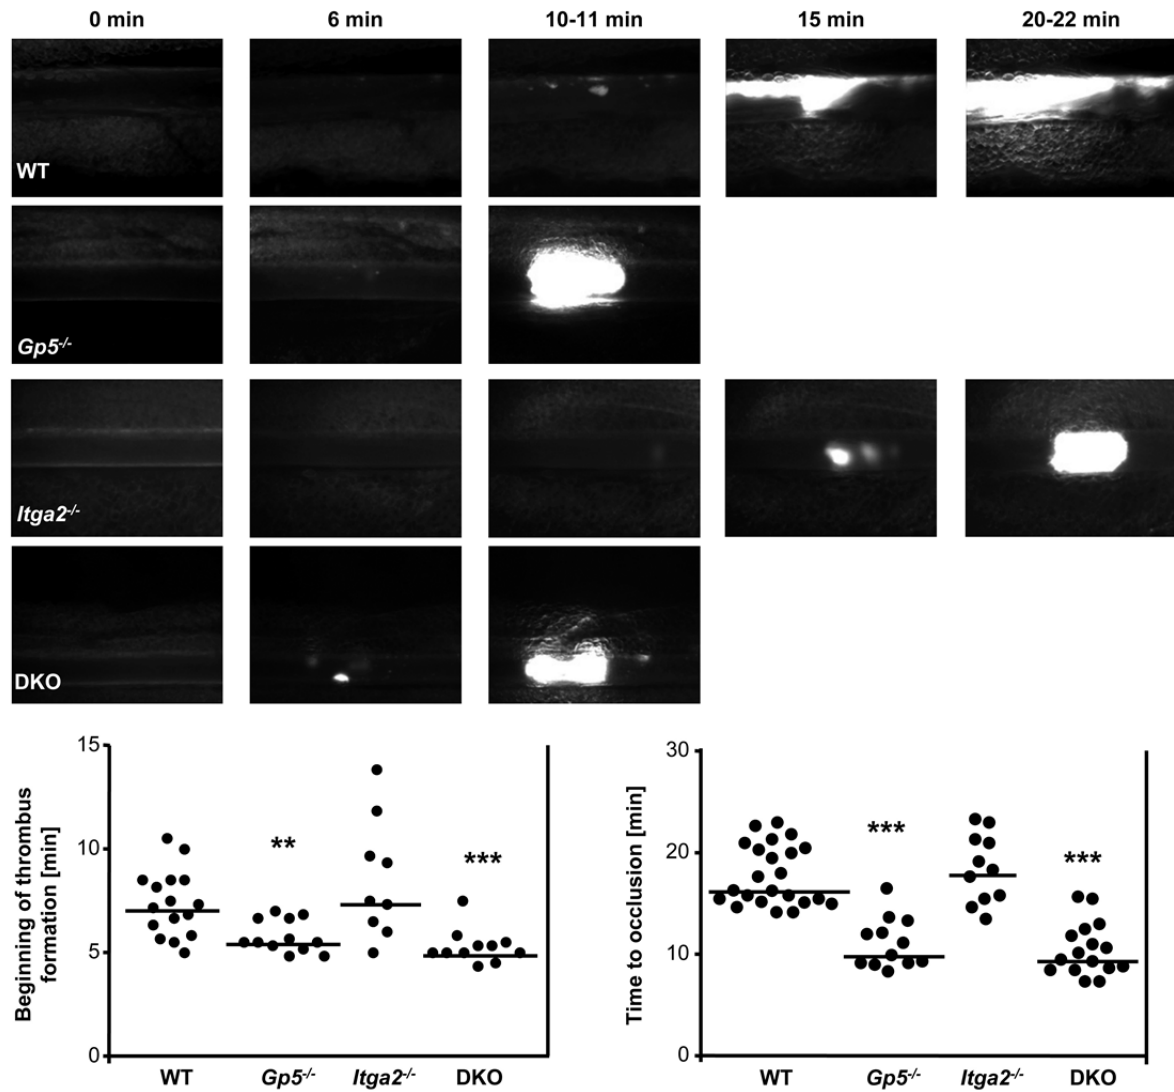 0 min 6 min 10-11 min 15 min 20-22 min
WT
Gp5-/-
Itga2-/-
DKO
Beginning of thrombus
formation [min]
15
10
5
0
**
***
WT Gp5-/- Itga2-/- DKO
Time to occlusion [min]
30
20
10
0
***
***
WT Gp5-/- Itga2-/- DKO